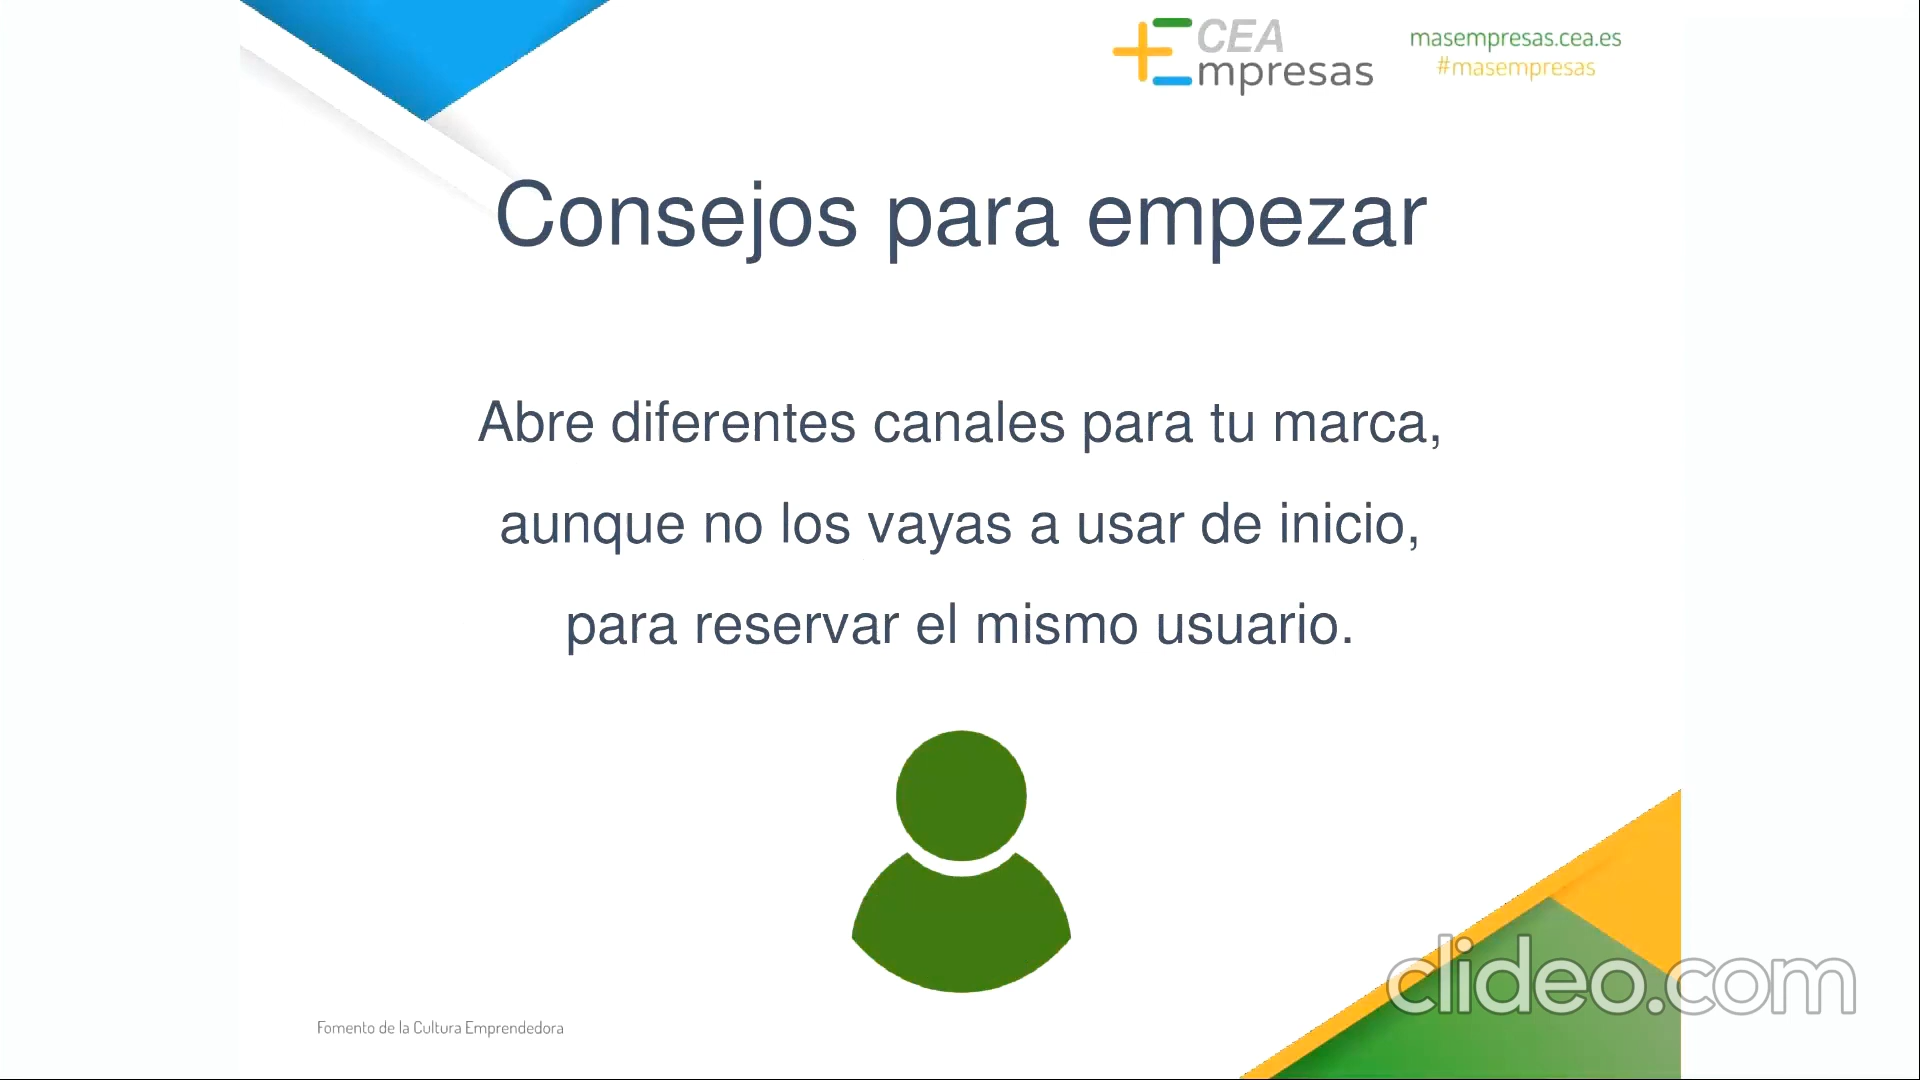 CEA
+Empresas
masempresas.cea.es
#masempresas
Consejos para empezar
Abre diferentes canales para tu marca,
aunque no los vayas a usar de inicio,
para reservar el mismo usuario.
clideo.com
Fomento de la Cultura Emprendedora